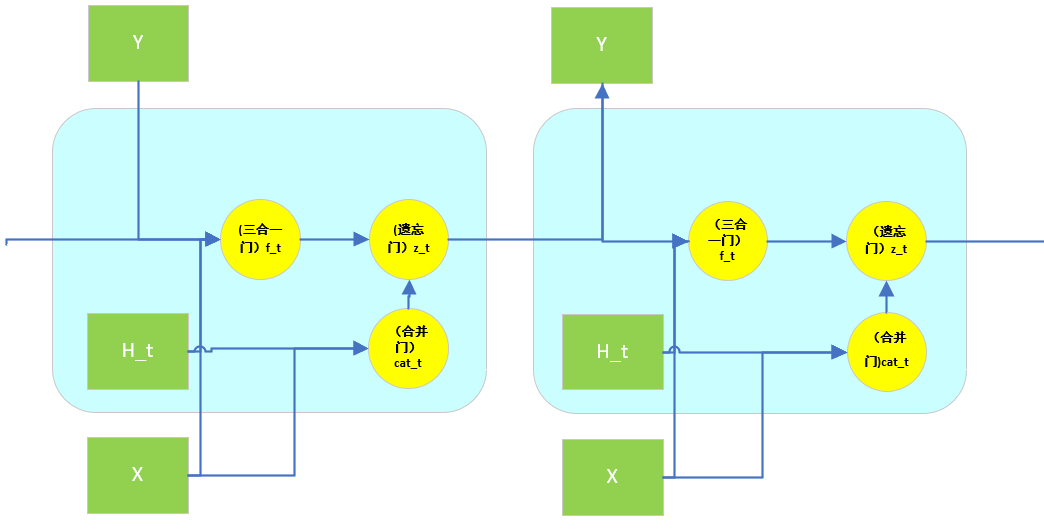 Y
(三合一
门）f_t
(遗忘
门）z_t
H_t
（合并
门）
cat_t
X
Y
（三合
一门）
f_t
（遗忘
门）z_t
H_t
（合并
门)cat_t
X